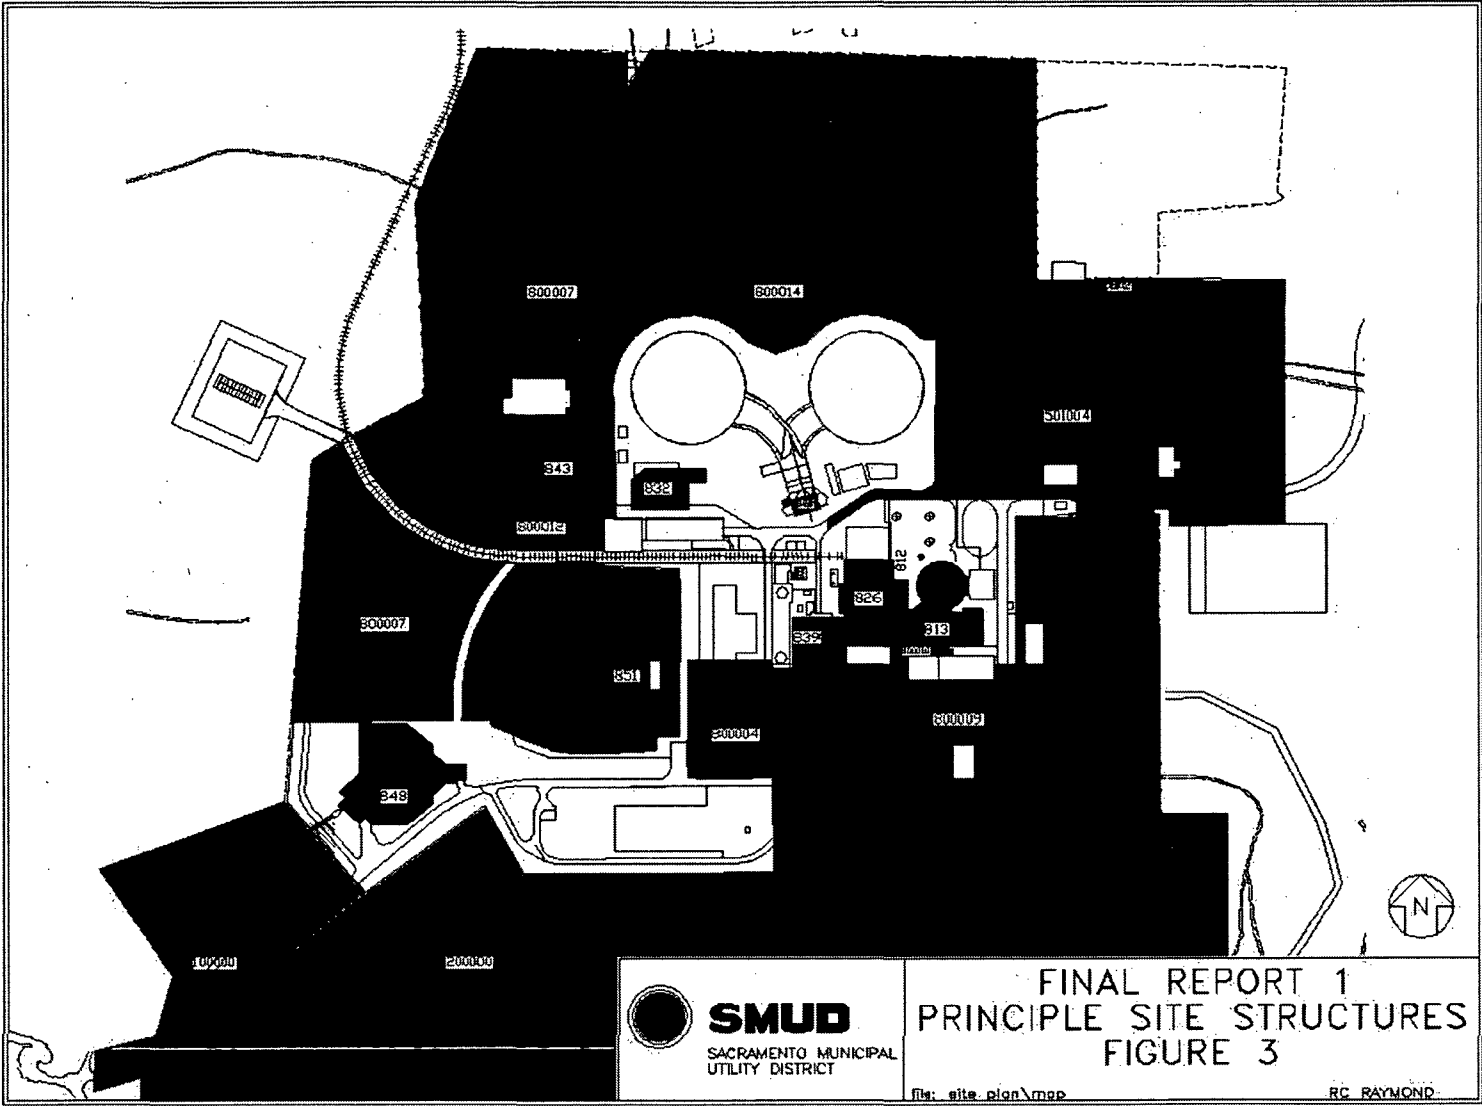 800007
800014
501004
843
832
800012
812
826
800007
813
839
851
800009
800004
848
100000
200000
N
FINAL REPORT 1
PRINCIPLE SITE STRUCTURES
FIGURE 3
SMUD
SACRAMENTO MUNICIPAL
UTILITY DISTRICT
file: site plan\map
RC RAYMOND